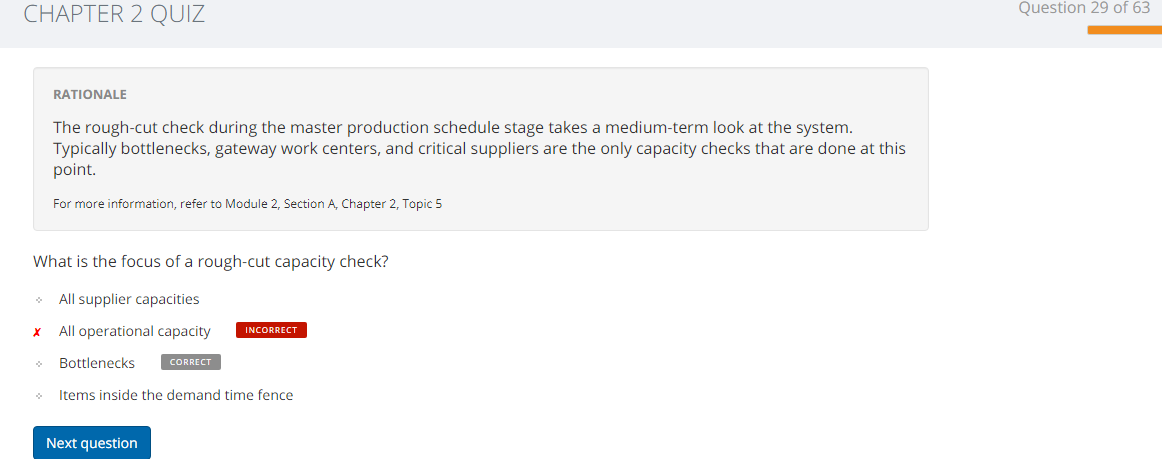 CHAPTER 2 QUIZ
Question 29 of 63
RATIONALE
The rough-cut check during the master production schedule stage takes a medium-term look at the system.
Typically bottlenecks, gateway work centers, and critical suppliers are the only capacity checks that are done at this
point.
For more information, refer to Module 2, Section A, Chapter 2, Topic 5
What is the focus of a rough-cut capacity check?
All supplier capacities
✗ All operational capacity INCORRECT
Bottlenecks CORRECT
Items inside the demand time fence
Next question